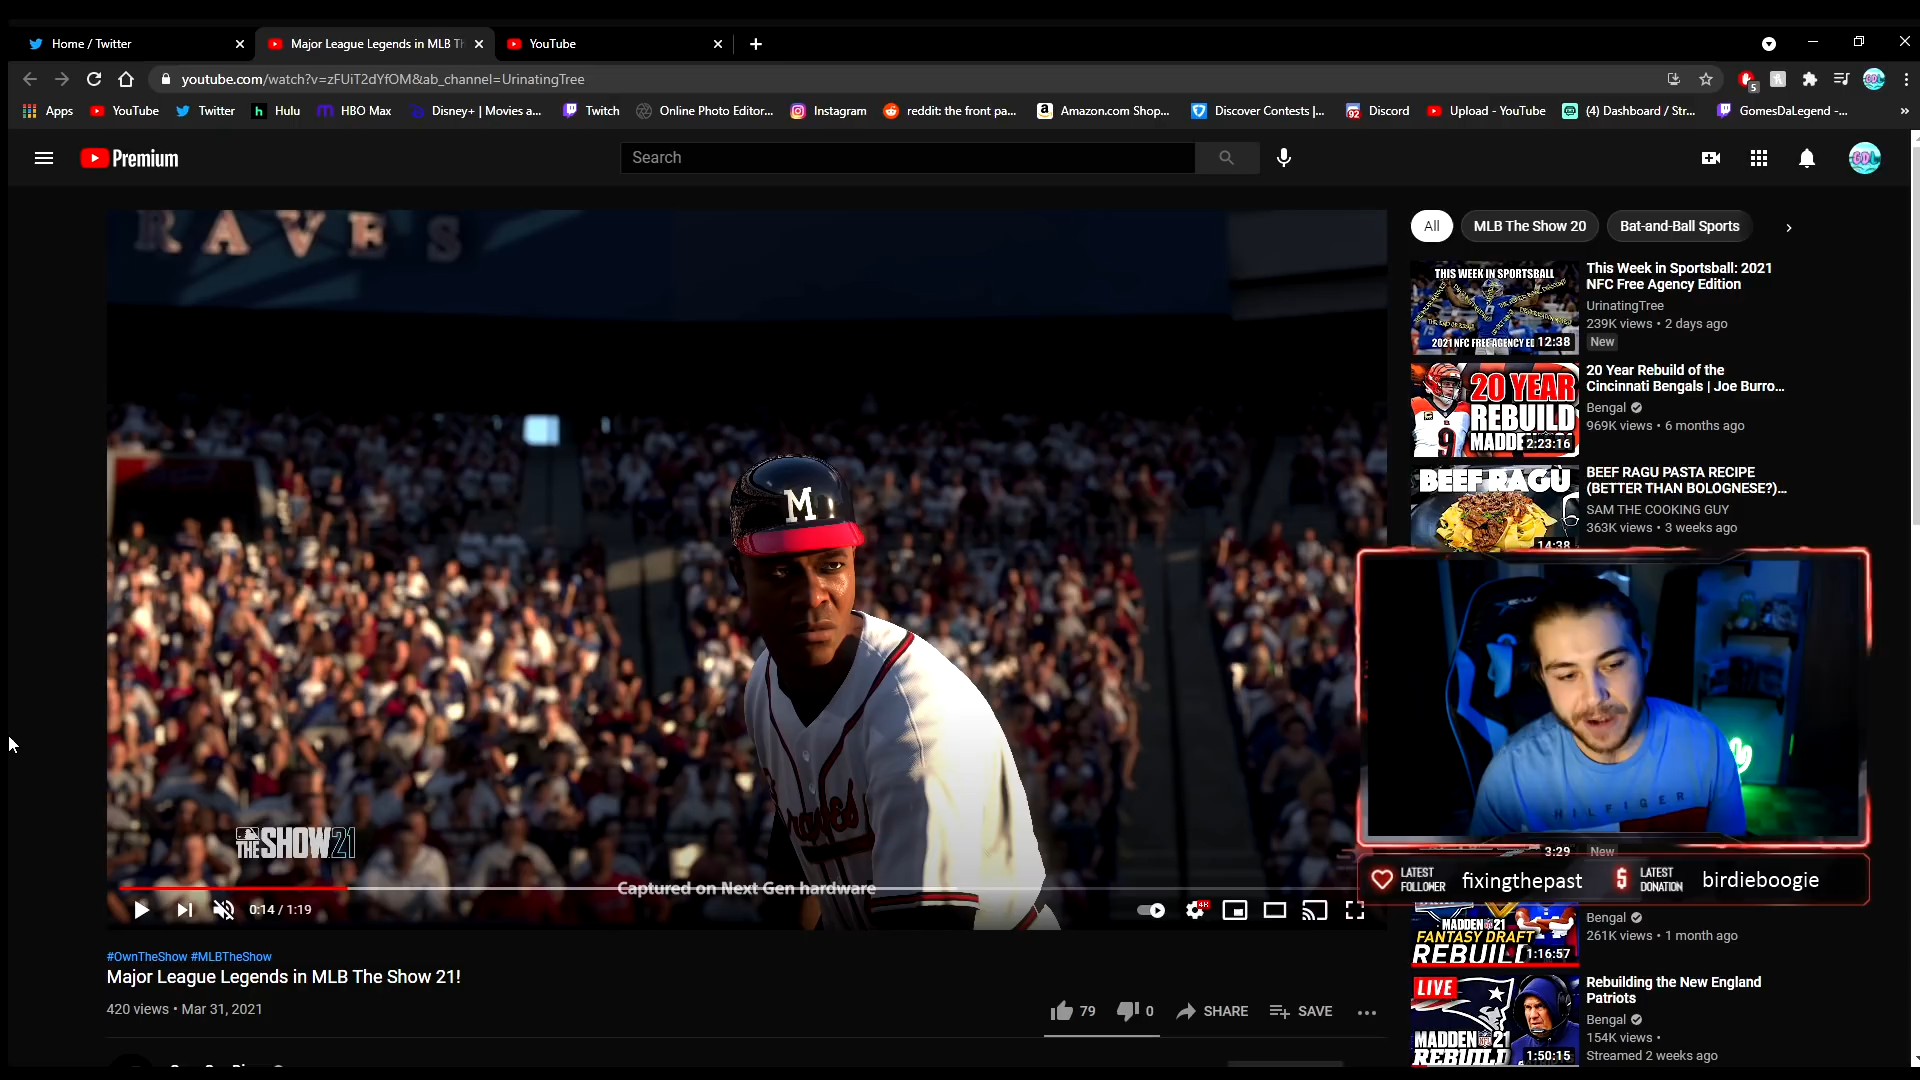 Home / Twitter
Major League Legends in MLB Th
YouTube
youtube.com/watch?v=zFUiT2dYfOM&ab_channel=UrinatingTree
5
Apps
YouTube
Twitter
Hulu
HBO Max
Disney+ | Movies a...
Twitch
Online Photo Editor...
Instagram
reddit: the front pa...
Amazon.com Shop...
Discover Contests |...
Discord
Upload - YouTube
(4) Dashboard / Str...
GomesDaLegend -...
Premium
Search
GDL
RAVES
M
Braves
THE SHOW 21
Captured on Next Gen hardware
0:14 / 1:19
4K
#OwnTheShow #MLBTheShow
Major League Legends in MLB The Show 21!
420 views • Mar 31, 2021
79
0
SHARE
SAVE
All
MLB The Show 20
Bat-and-Ball Sports
THIS WEEK IN SPORTSBALL
2021 NFC FREE AGENCY ED
12:38
This Week in Sportsball: 2021
NFC Free Agency Edition
UrinatingTree
239K views • 2 days ago
New
20 YEAR
REBUILD
MADDE
9
2:23:16
20 Year Rebuild of the
Cincinnati Bengals | Joe Burro...
Bengal
969K views • 6 months ago
BEEF RAGU
14:38
BEEF RAGU PASTA RECIPE
(BETTER THAN BOLOGNESE?)...
SAM THE COOKING GUY
363K views • 3 weeks ago
HILFIGER
3:29
New
LATEST
FOLLOWER
fixingthepast
LATEST
DONATION
birdieboogie
MADDEN 21
FANTASY DRAFT
REBUILD
1:16:57
Bengal
261K views • 1 month ago
LIVE
MADDEN 21
REBUILD
1:50:15
Rebuilding the New England
Patriots
Bengal
154K views •
Streamed 2 weeks ago